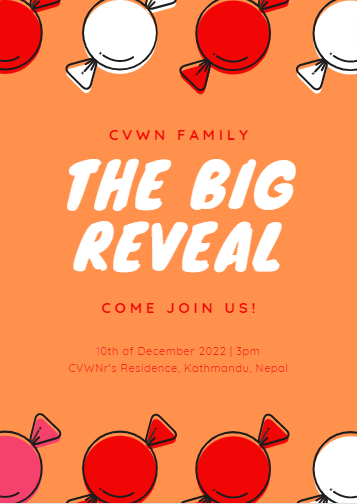 CVWN FAMILY
THE BIG
REVEAL
COME JOIN US!
10th of December 2022 | 3pm
CVWNr's Residence, Kathmandu, Nepal